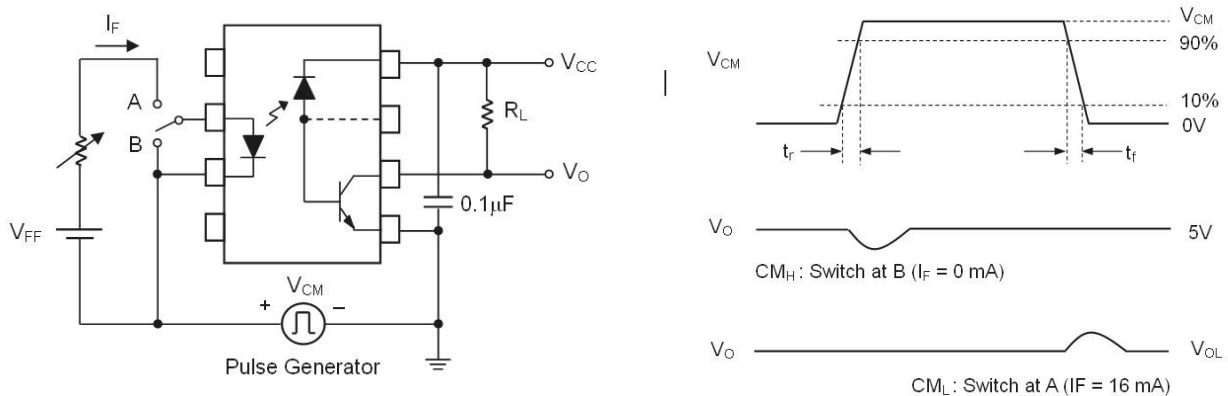 I_F
A
B
V_FF
V_CC
R_L
V_O
0.1μF
V_CM
+
−
Pulse Generator
V_CM
V_CM
90%
10%
0V
t_r
t_f
V_O
5V
CM_H : Switch at B (I_F = 0 mA)
V_O
V_OL
CM_L : Switch at A (IF = 16 mA)